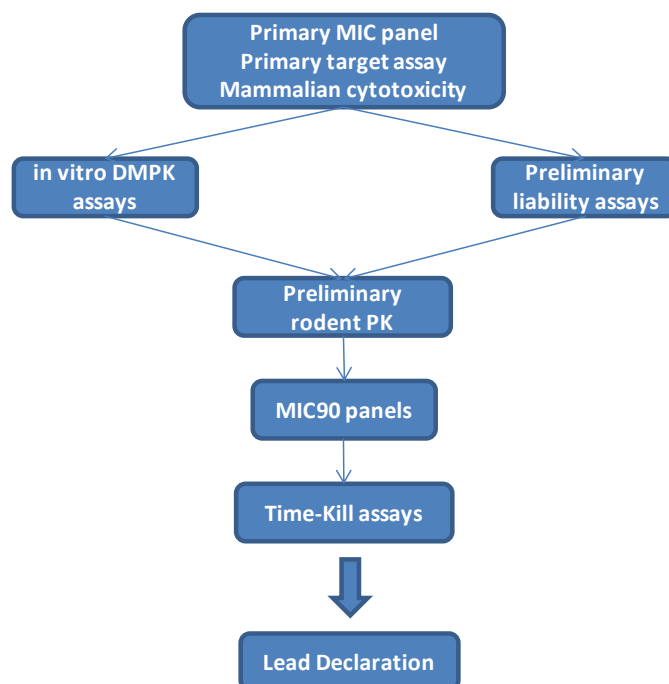 Primary MIC panel
Primary target assay
Mammalian cytotoxicity
in vitro DMPK
assays
Preliminary
liability assays
Preliminary
rodent PK
MIC90 panels
Time-Kill assays
Lead Declaration